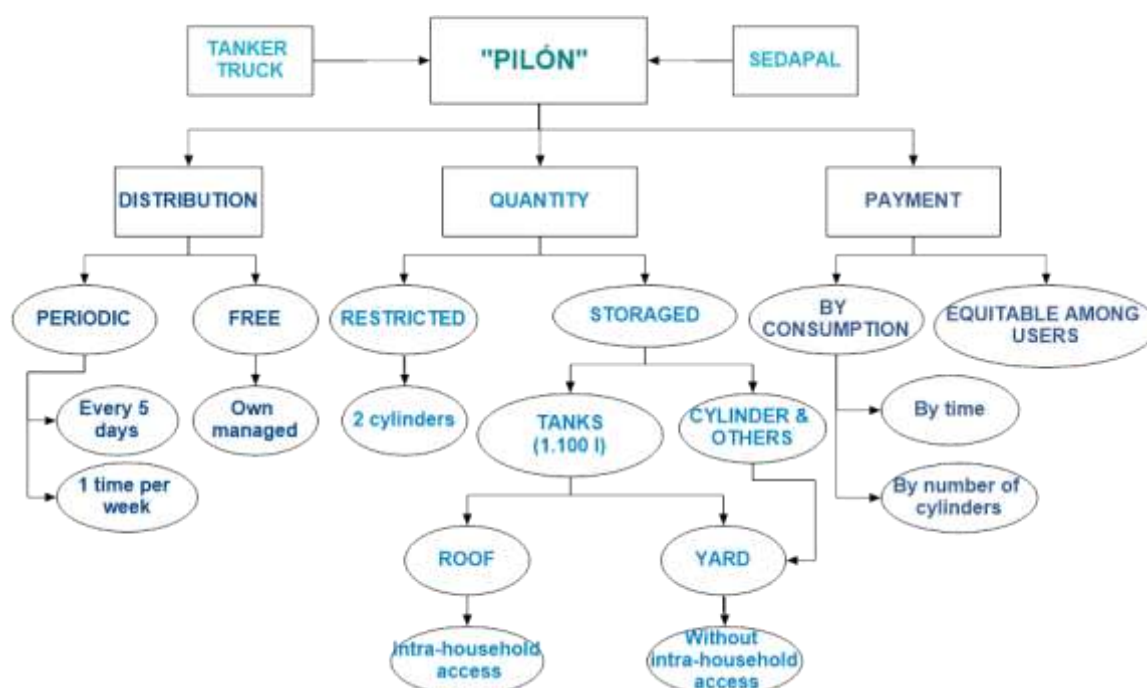 TANKER
TRUCK
"PILÓN"
SEDAPAL
DISTRIBUTION
QUANTITY
PAYMENT
PERIODIC
FREE
RESTRICTED
STORAGED
BY
CONSUMPTION
EQUITABLE AMONG
USERS
Every 5
days
Own
managed
2 cylinders
TANKS
(1.100 l)
CYLINDER &
OTHERS
By time
1 time per
week
By number of
cylinders
ROOF
YARD
Intra-household
access
Without
intra-household
access